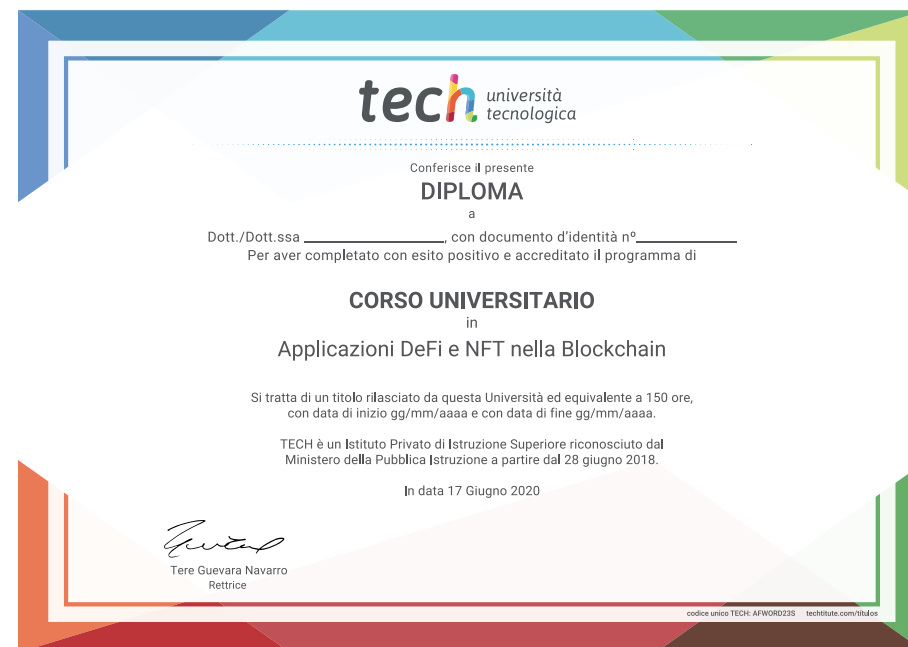 tech università
tecnologica
Conferisce il presente
DIPLOMA
a
Dott./Dott.ssa ____________________, con documento d’identità nº______________
Per aver completato con esito positivo e accreditato il programma di
CORSO UNIVERSITARIO
in
Applicazioni DeFi e NFT nella Blockchain
Si tratta di un titolo rilasciato da questa Università ed equivalente a 150 ore,
con data di inizio gg/mm/aaaa e con data di fine gg/mm/aaaa.
TECH è un Istituto Privato di Istruzione Superiore riconosciuto dal
Ministero della Pubblica Istruzione a partire dal 28 giugno 2018.
In data 17 Giugno 2020
Tere Guevara Navarro
Rettrice
codice unico TECH: AFWORD23S techtitute.com/titulos